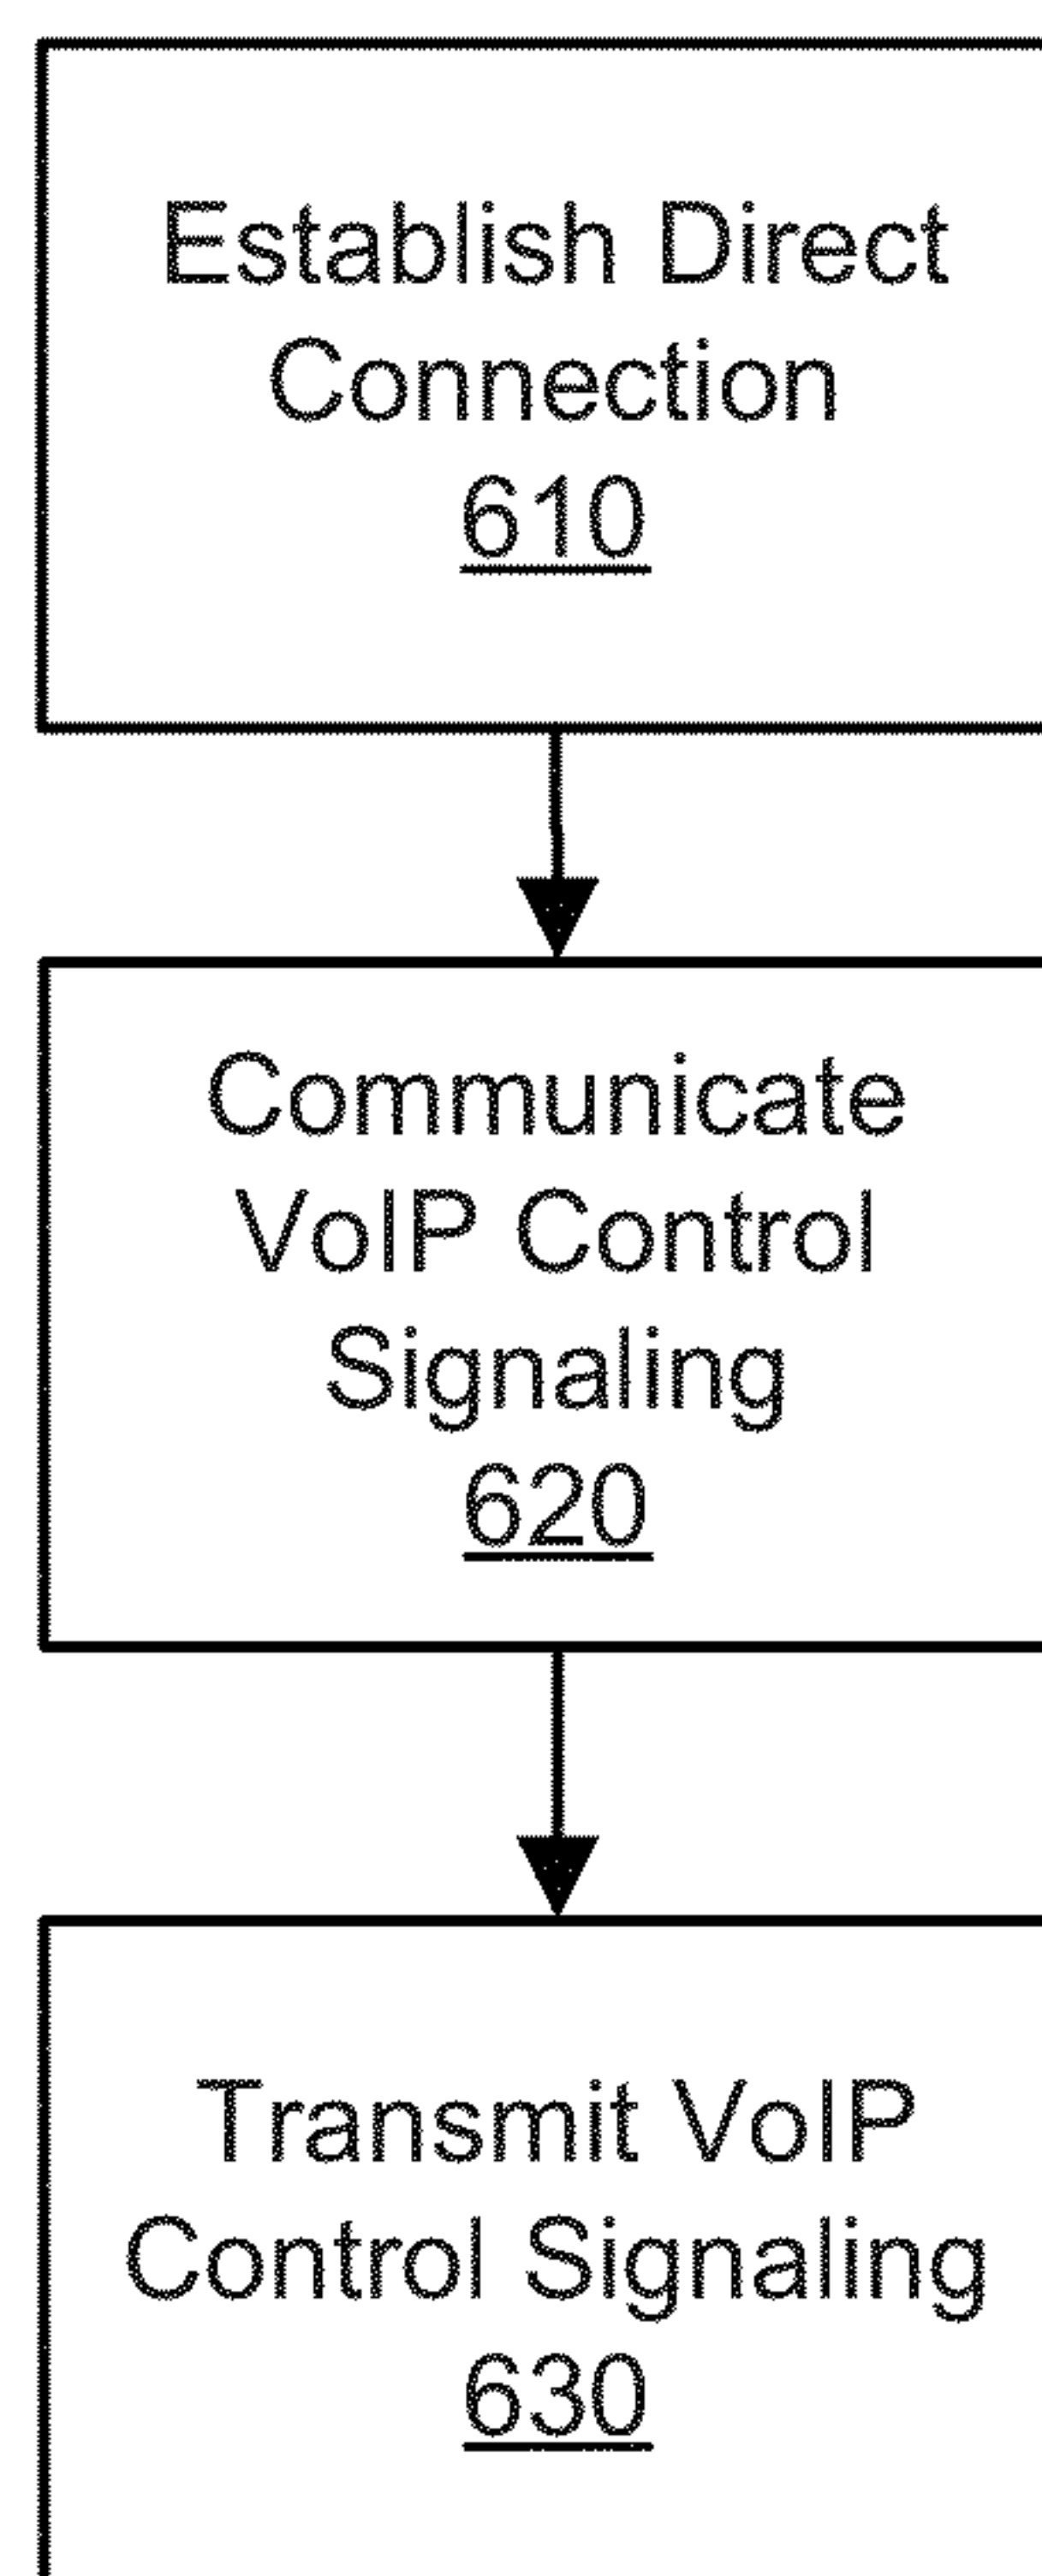 Establish Direct
Connection
610
Communicate
VoIP Control
Signaling
620
Transmit VoIP
Control Signaling
630